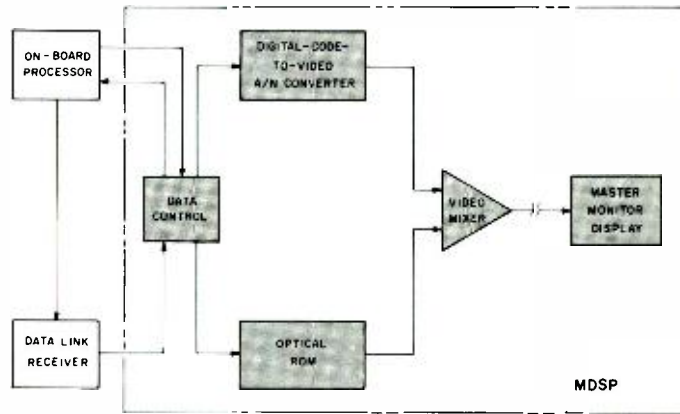 ON-BOARD
PROCESSOR
DIGITAL-CODE-
TO-VIDEO
A/N CONVERTER
DATA
CONTROL
VIDEO
MIXER
MASTER
MONITOR
DISPLAY
DATA LINK
RECEIVER
OPTICAL
ROM
MDSP